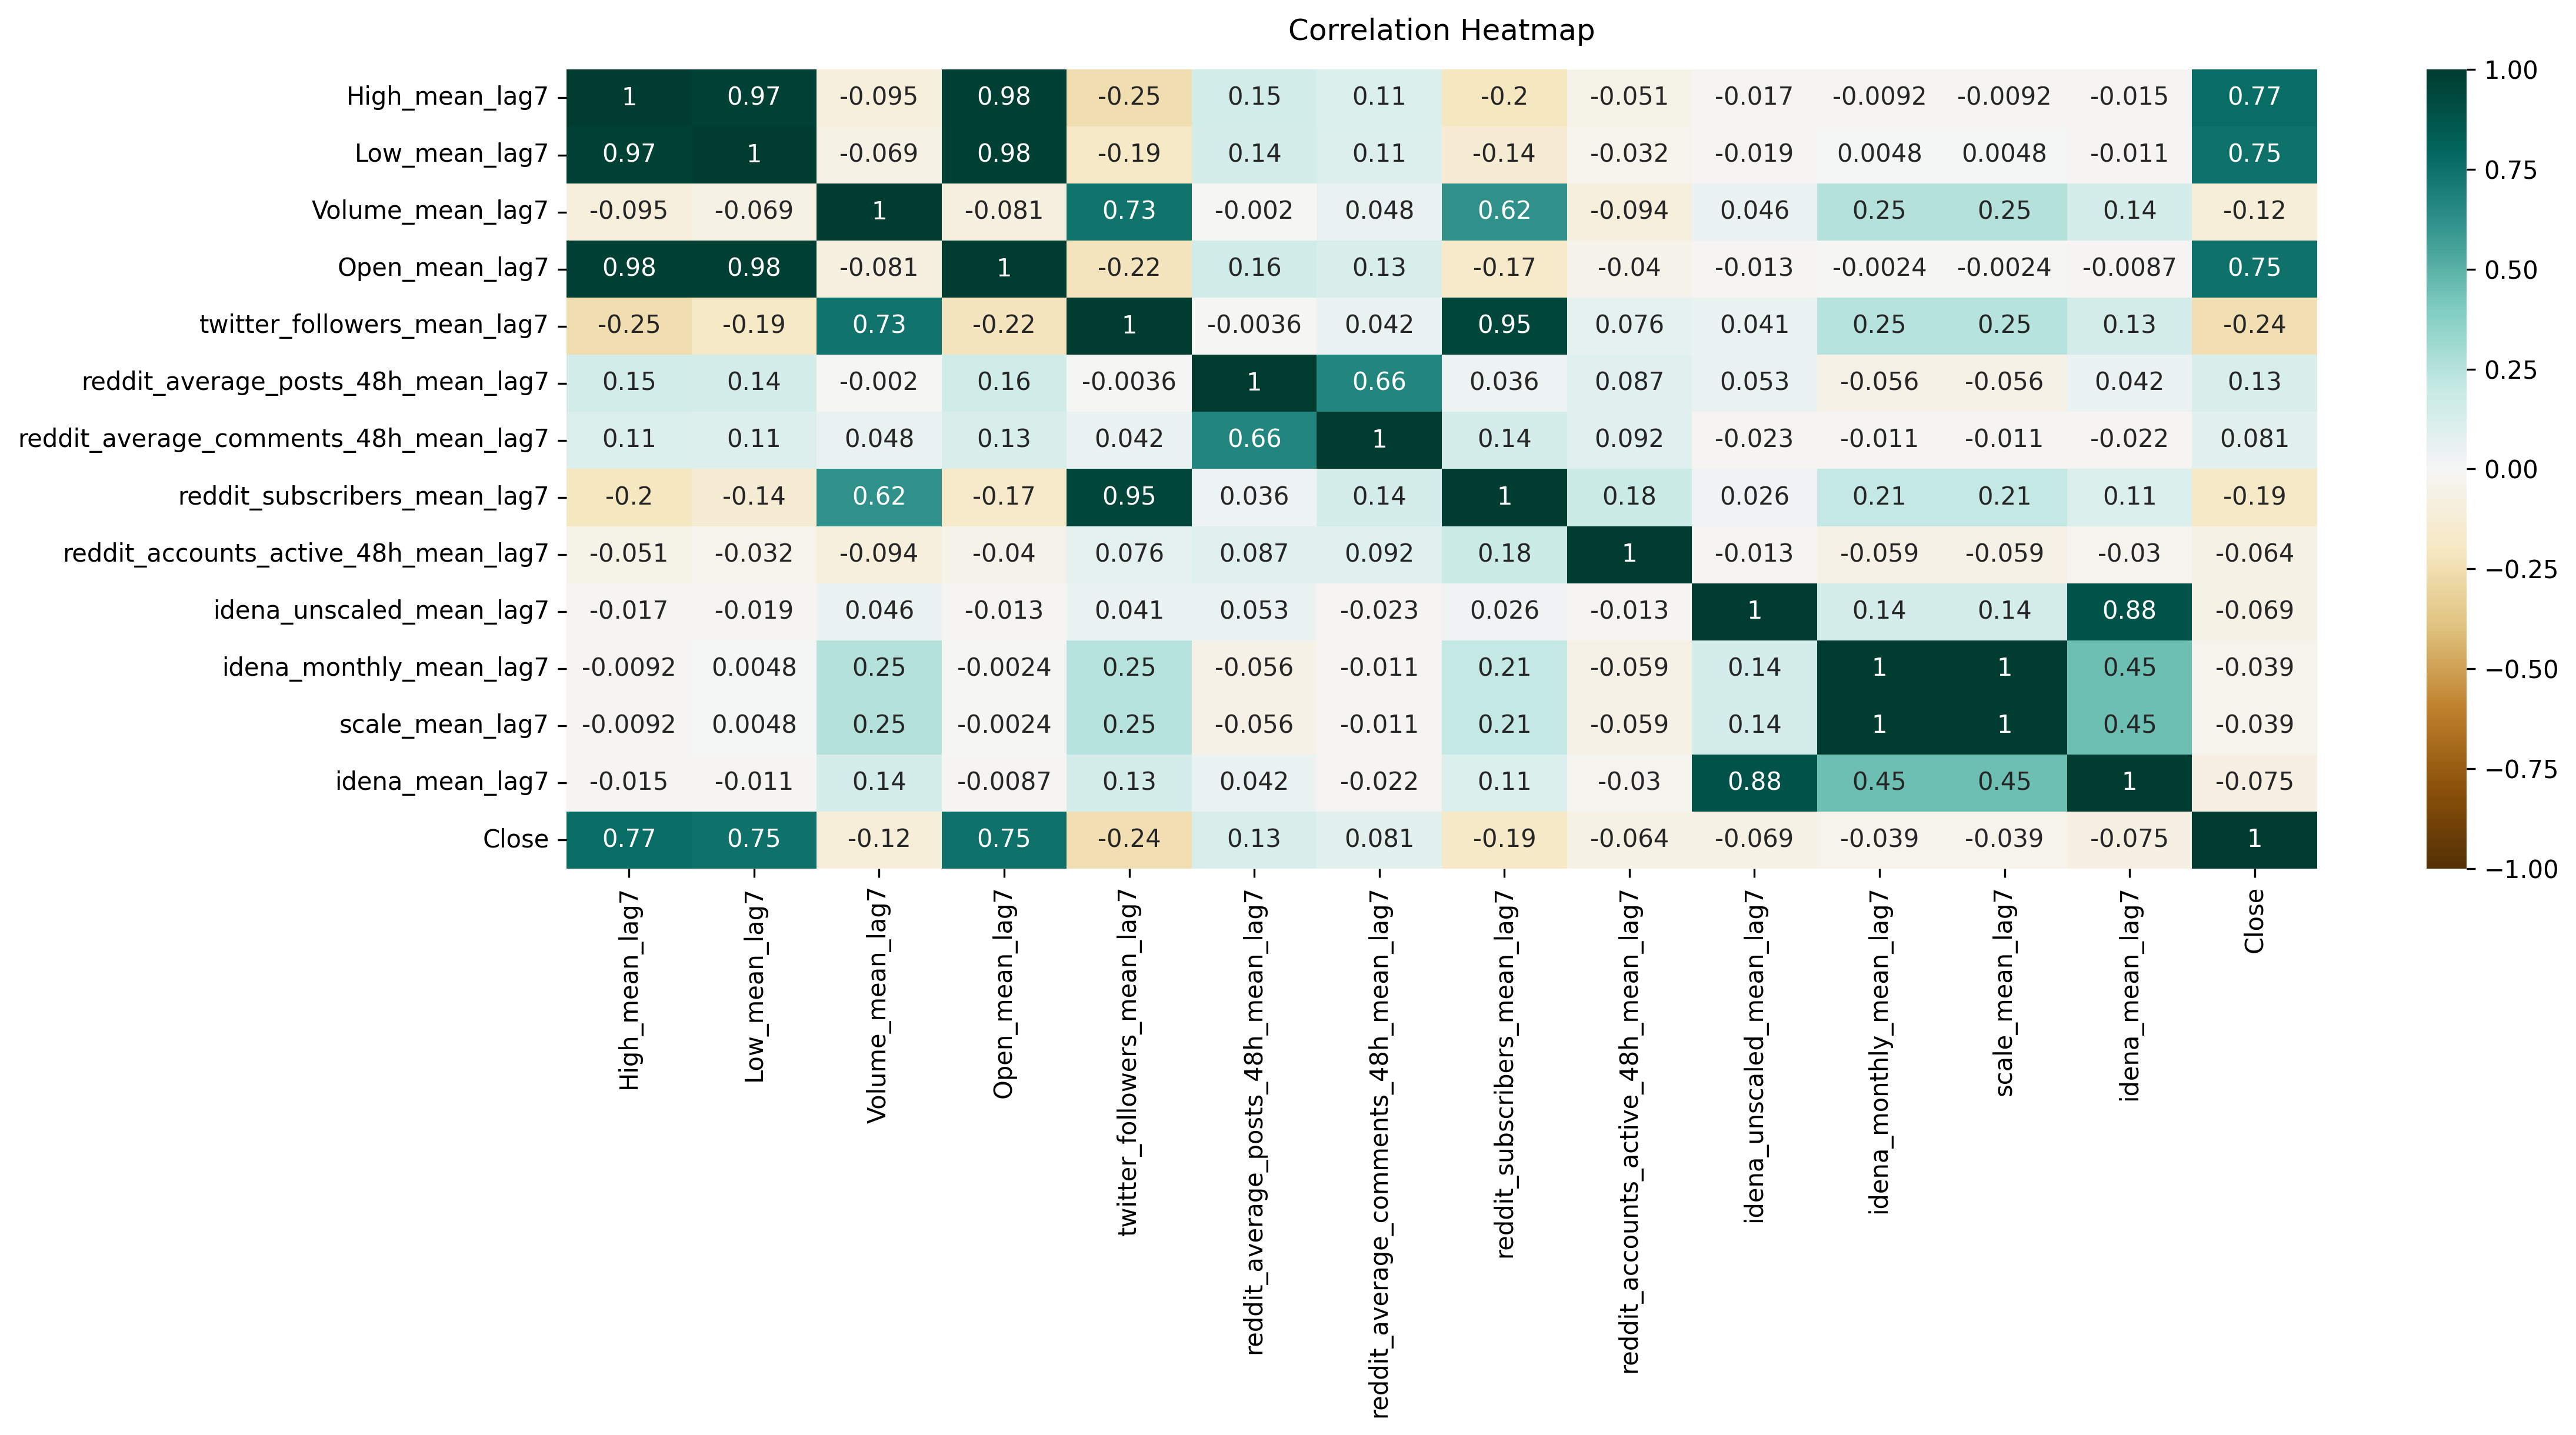 Correlation Heatmap
High_mean_lag7 1 0.97 -0.095 0.98 -0.25 0.15 0.11 -0.2 -0.051 -0.017 -0.0092 -0.0092 -0.015 0.77
Low_mean_lag7 0.97 1 -0.069 0.98 -0.19 0.14 0.11 -0.14 -0.032 -0.019 0.0048 0.0048 -0.011 0.75
Volume_mean_lag7 -0.095 -0.069 1 -0.081 0.73 -0.002 0.048 0.62 -0.094 0.046 0.25 0.25 0.14 -0.12
Open_mean_lag7 0.98 0.98 -0.081 1 -0.22 0.16 0.13 -0.17 -0.04 -0.013 -0.0024 -0.0024 -0.0087 0.75
twitter_followers_mean_lag7 -0.25 -0.19 0.73 -0.22 1 -0.0036 0.042 0.95 0.076 0.041 0.25 0.25 0.13 -0.24
reddit_average_posts_48h_mean_lag7 0.15 0.14 -0.002 0.16 -0.0036 1 0.66 0.036 0.087 0.053 -0.056 -0.056 0.042 0.13
reddit_average_comments_48h_mean_lag7 0.11 0.11 0.048 0.13 0.042 0.66 1 0.14 0.092 -0.023 -0.011 -0.011 -0.022 0.081
reddit_subscribers_mean_lag7 -0.2 -0.14 0.62 -0.17 0.95 0.036 0.14 1 0.18 0.026 0.21 0.21 0.11 -0.19
reddit_accounts_active_48h_mean_lag7 -0.051 -0.032 -0.094 -0.04 0.076 0.087 0.092 0.18 1 -0.013 -0.059 -0.059 -0.03 -0.064
idena_unscaled_mean_lag7 -0.017 -0.019 0.046 -0.013 0.041 0.053 -0.023 0.026 -0.013 1 0.14 0.14 0.88 -0.069
idena_monthly_mean_lag7 -0.0092 0.0048 0.25 -0.0024 0.25 -0.056 -0.011 0.21 -0.059 0.14 1 1 0.45 -0.039
scale_mean_lag7 -0.0092 0.0048 0.25 -0.0024 0.25 -0.056 -0.011 0.21 -0.059 0.14 1 1 0.45 -0.039
idena_mean_lag7 -0.015 -0.011 0.14 -0.0087 0.13 0.042 -0.022 0.11 -0.03 0.88 0.45 0.45 1 -0.075
Close 0.77 0.75 -0.12 0.75 -0.24 0.13 0.081 -0.19 -0.064 -0.069 -0.039 -0.039 -0.075 1
High_mean_lag7
Low_mean_lag7
Volume_mean_lag7
Open_mean_lag7
twitter_followers_mean_lag7
reddit_average_posts_48h_mean_lag7
reddit_average_comments_48h_mean_lag7
reddit_subscribers_mean_lag7
reddit_accounts_active_48h_mean_lag7
idena_unscaled_mean_lag7
idena_monthly_mean_lag7
scale_mean_lag7
idena_mean_lag7
Close
1.00
0.75
0.50
0.25
0.00
−0.25
−0.50
−0.75
−1.00